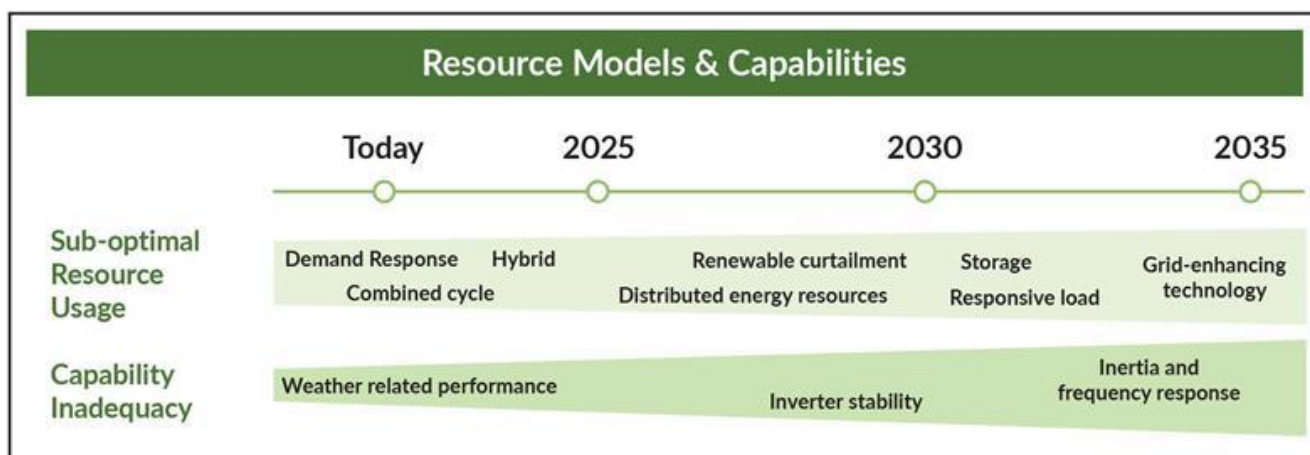 Resource Models & Capabilities
Today 2025 2030 2035
Sub-optimal
Resource
Usage
Demand Response Hybrid Renewable curtailment Storage
Combined cycle Distributed energy resources Responsive load
Grid-enhancing
technology
Capability
Inadequacy
Weather related performance
Inverter stability
Inertia and
frequency response